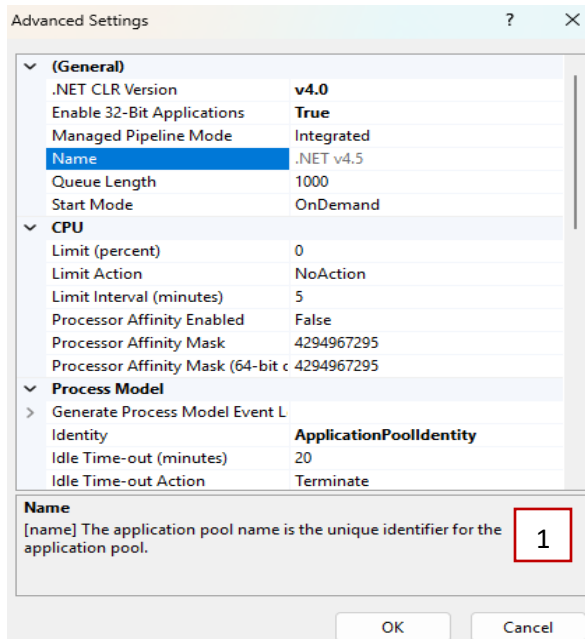 Advanced Settings ? ×
(General)
.NET CLR Version v4.0
Enable 32-Bit Applications True
Managed Pipeline Mode Integrated
Name .NET v4.5
Queue Length 1000
Start Mode OnDemand
CPU
Limit (percent) 0
Limit Action NoAction
Limit Interval (minutes) 5
Processor Affinity Enabled False
Processor Affinity Mask 4294967295
Processor Affinity Mask (64-bit c 4294967295
Process Model
Generate Process Model Event L
Identity ApplicationPoolIdentity
Idle Time-out (minutes) 20
Idle Time-out Action Terminate
Name
[name] The application pool name is the unique identifier for the
application pool.
1
OK Cancel